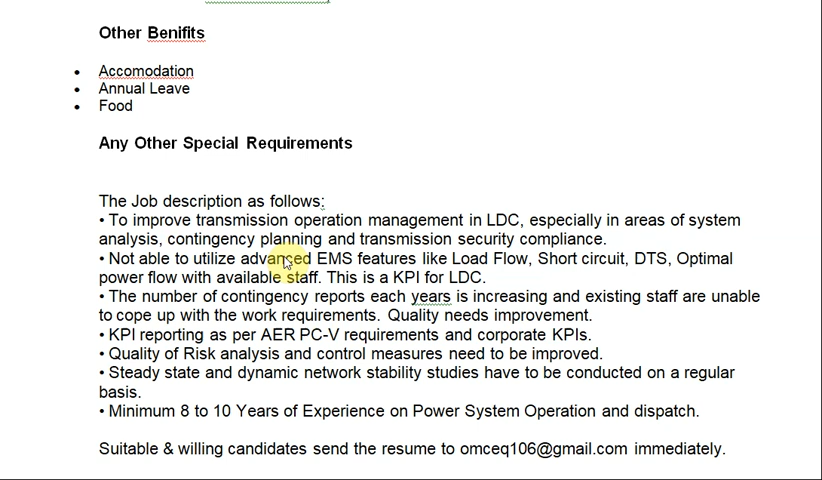 Other Benifits
• Accomodation
• Annual Leave
• Food
Any Other Special Requirements
The Job description as follows:
• To improve transmission operation management in LDC, especially in areas of system
analysis, contingency planning and transmission security compliance.
• Not able to utilize advanced EMS features like Load Flow, Short circuit, DTS, Optimal
power flow with available staff. This is a KPI for LDC.
• The number of contingency reports each years is increasing and existing staff are unable
to cope up with the work requirements. Quality needs improvement.
• KPI reporting as per AER PC-V requirements and corporate KPIs.
• Quality of Risk analysis and control measures need to be improved.
• Steady state and dynamic network stability studies have to be conducted on a regular
basis.
• Minimum 8 to 10 Years of Experience on Power System Operation and dispatch.
Suitable & willing candidates send the resume to omceq106@gmail.com immediately.